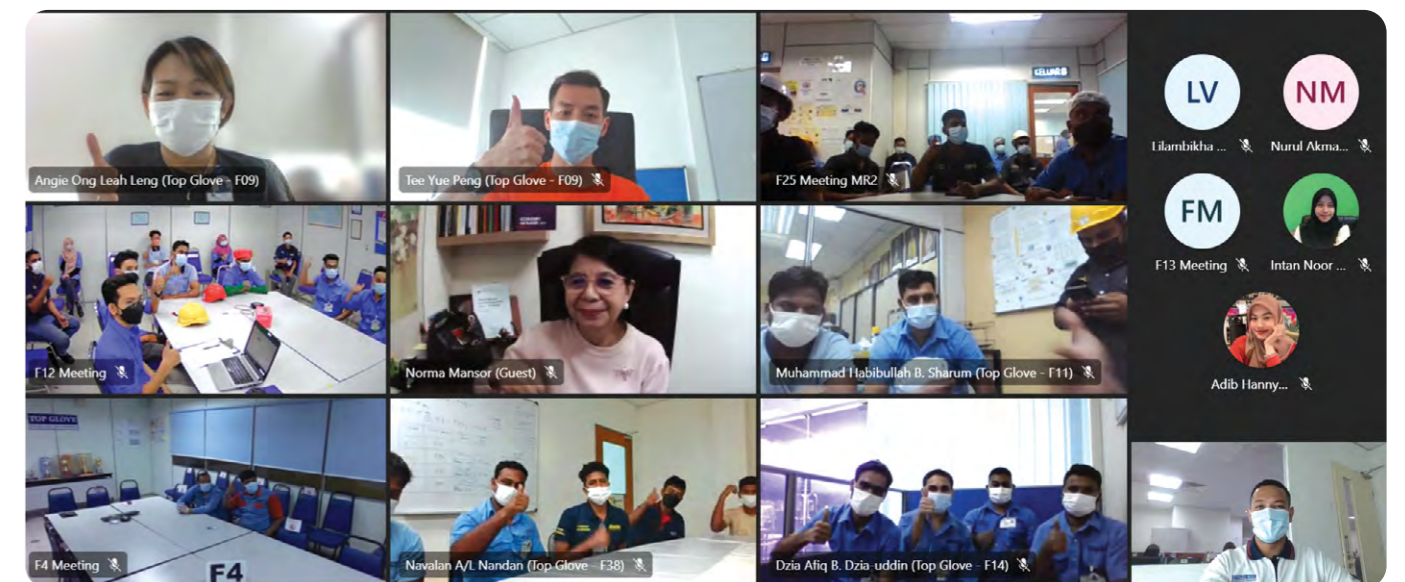 Angie Ong Leah Leng (Top Glove - F09)
Tee Yue Peng (Top Glove - F09)
KELUAR
F25 Meeting MR2
LV
NM
Lilambikha ...
Nurul Akma...
FM
F13 Meeting
Intan Noor ...
F12 Meeting
Norma Mansor (Guest)
Muhammad Habibullah B. Sharum (Top Glove - F11)
Adib Hanny...
TOP GLOVE
F4 Meeting
F4
Navalan A/L Nandan (Top Glove - F38)
Dzia Afiq B. Dzia-uddin (Top Glove - F14)